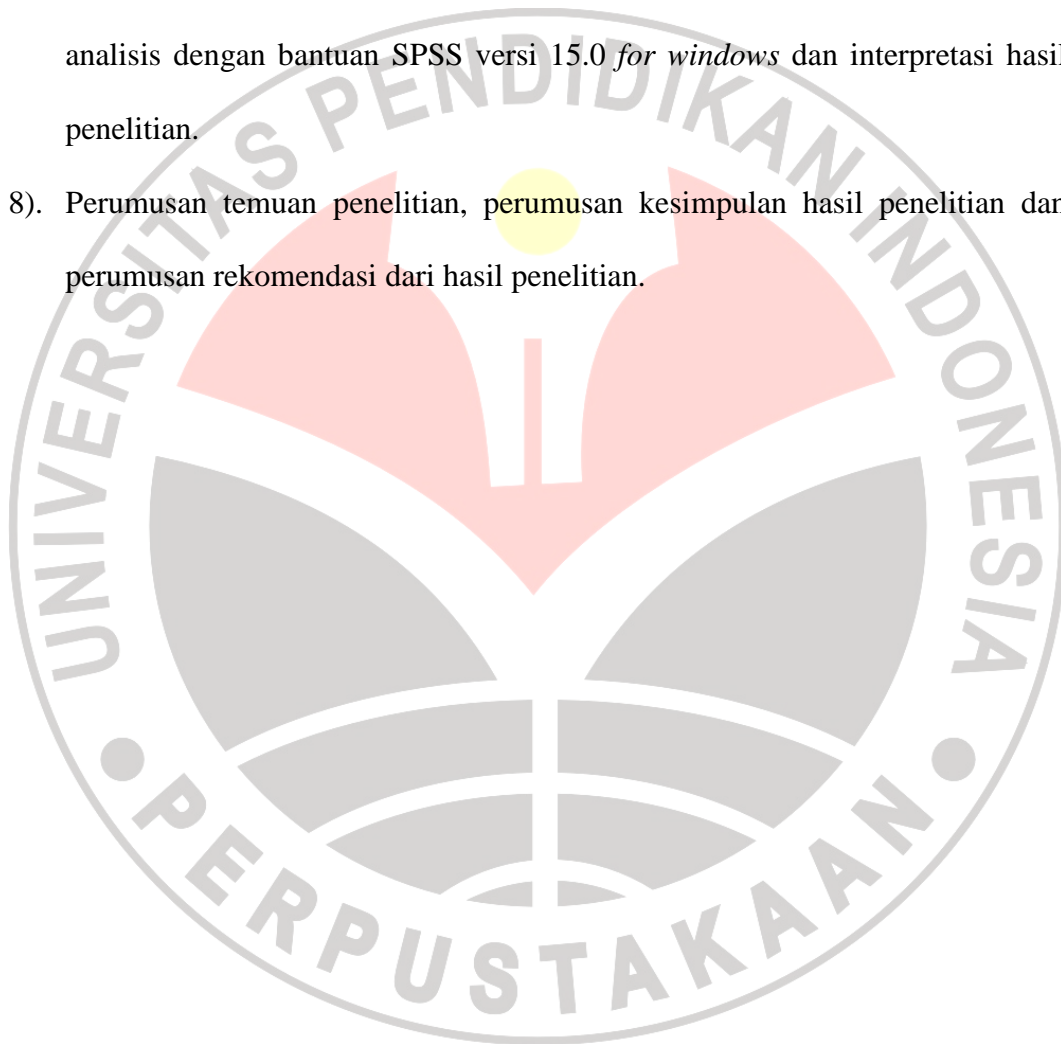 analisis dengan bantuan SPSS versi 15.0 for windows dan interpretasi hasil
penelitian.
8). Perumusan temuan penelitian, perumusan kesimpulan hasil penelitian dan
perumusan rekomendasi dari hasil penelitian.
UNIVERSITAS PENDIDIKAN INDONESIA
PERPUSTAKAAN